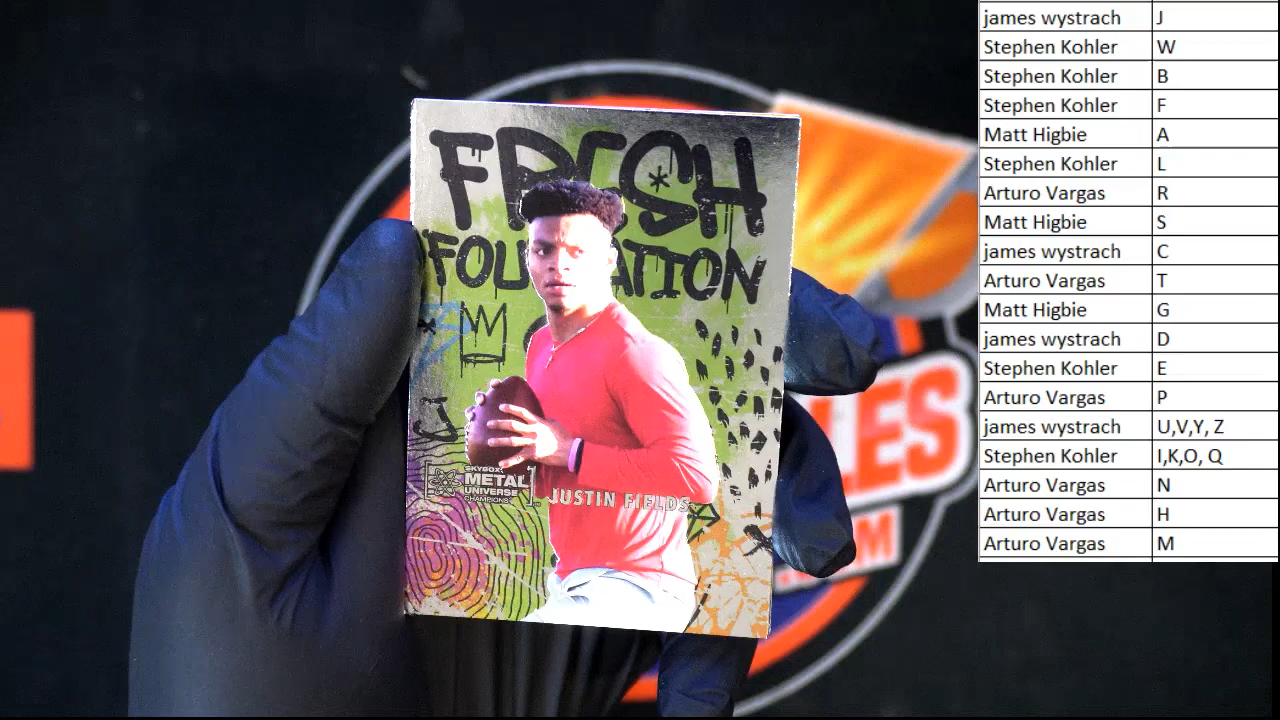 FRESH
FOUNDATION
SKYBOX
METAL
UNIVERSE
CHAMPIONS
JUSTIN FIELDS
LES
M
james wystrach J
Stephen Kohler W
Stephen Kohler B
Stephen Kohler F
Matt Higbie A
Stephen Kohler L
Arturo Vargas R
Matt Higbie S
james wystrach C
Arturo Vargas T
Matt Higbie G
james wystrach D
Stephen Kohler E
Arturo Vargas P
james wystrach U,V,Y, Z
Stephen Kohler I,K,O, Q
Arturo Vargas N
Arturo Vargas H
Arturo Vargas M